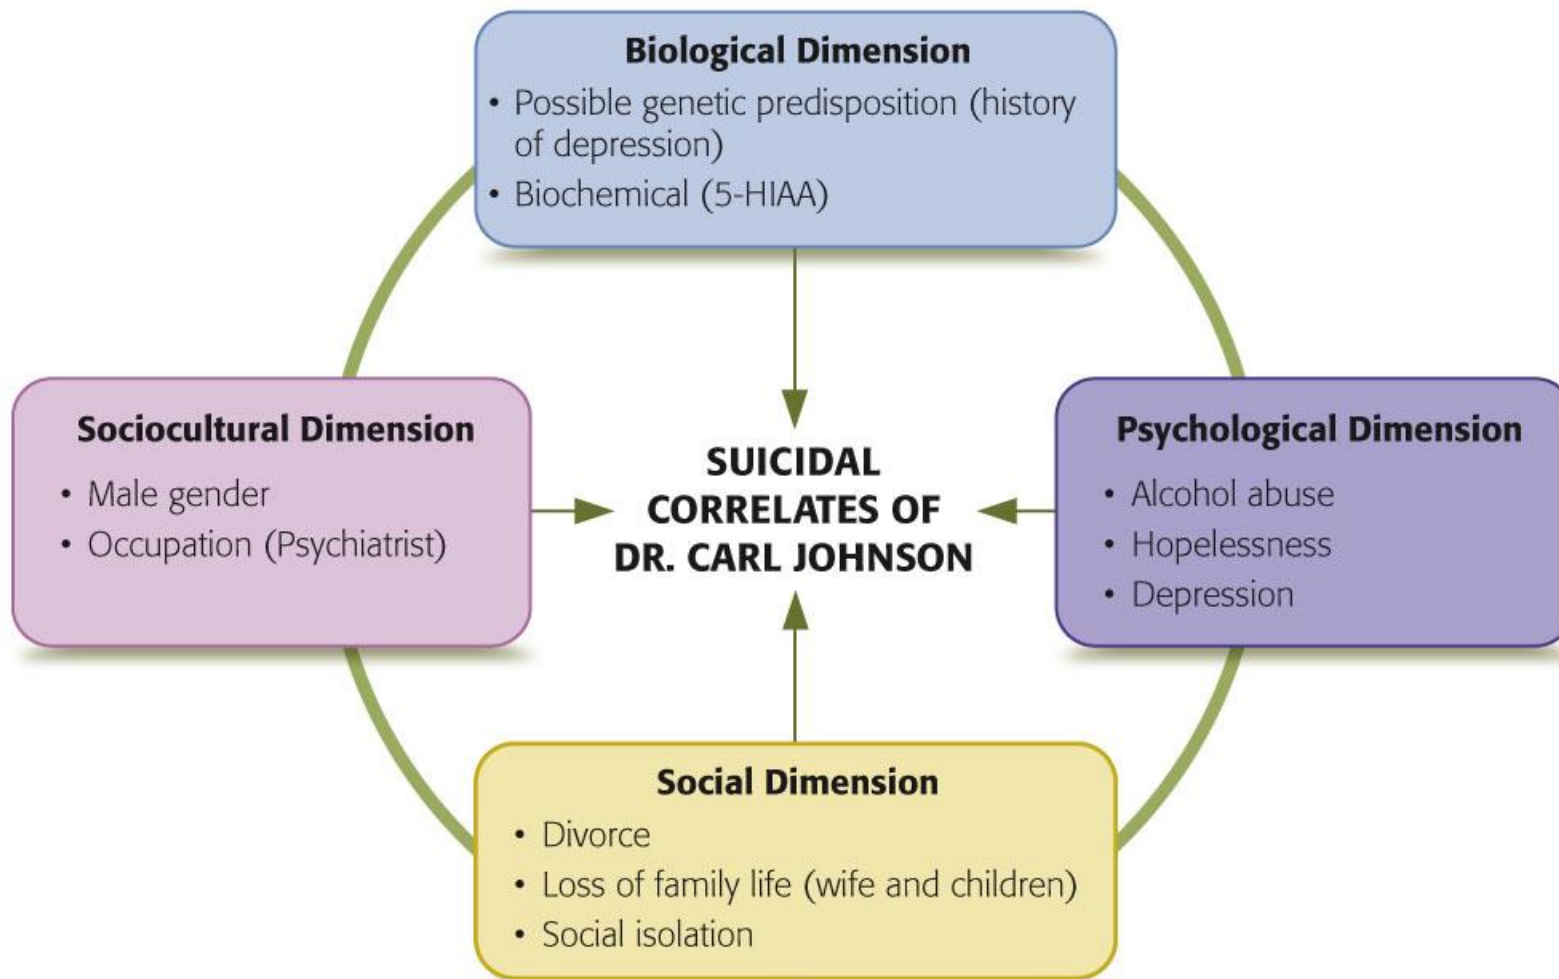 Biological Dimension
• Possible genetic predisposition (history
of depression)
• Biochemical (5-HIAA)
Sociocultural Dimension
• Male gender
• Occupation (Psychiatrist)
SUICIDAL
CORRELATES OF
DR. CARL JOHNSON
Psychological Dimension
• Alcohol abuse
• Hopelessness
• Depression
Social Dimension
• Divorce
• Loss of family life (wife and children)
• Social isolation